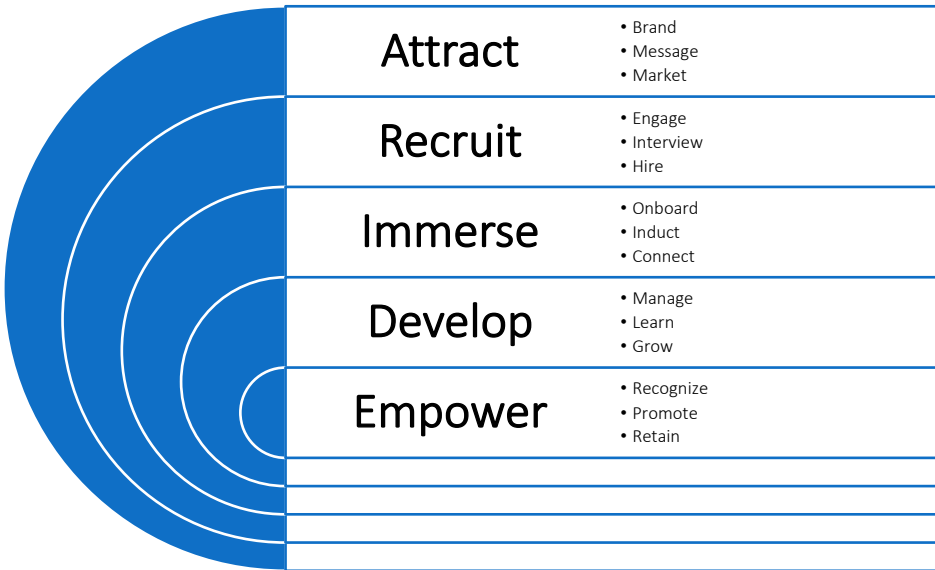 Attract
• Brand
• Message
• Market
Recruit
• Engage
• Interview
• Hire
Immerse
• Onboard
• Induct
• Connect
Develop
• Manage
• Learn
• Grow
Empower
• Recognize
• Promote
• Retain